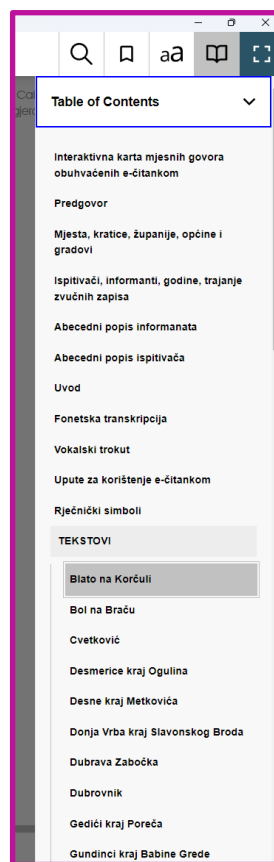 aa
Table of Contents
Interaktivna karta mjesnih govora
obuhvaćenih e-čitankom
Predgovor
Mjesta, kratice, županije, općine i
gradovi
Ispitivači, informanti, godine, trajanje
zvučnih zapisa
Abecedni popis informanata
Abecedni popis ispitivača
Uvod
Fonetska transkripcija
Vokalski trokut
Upute za korištenje e-čitankom
Rječnički simboli
TEKSTOVI
Blato na Korčuli
Bol na Braču
Cvetković
Desmerice kraj Ogulina
Desne kraj Metkovića
Donja Vrba kraj Slavonskog Broda
Dubrava Zabočka
Dubrovnik
Gedići kraj Poreča
Gundinci kraj Babine Grede